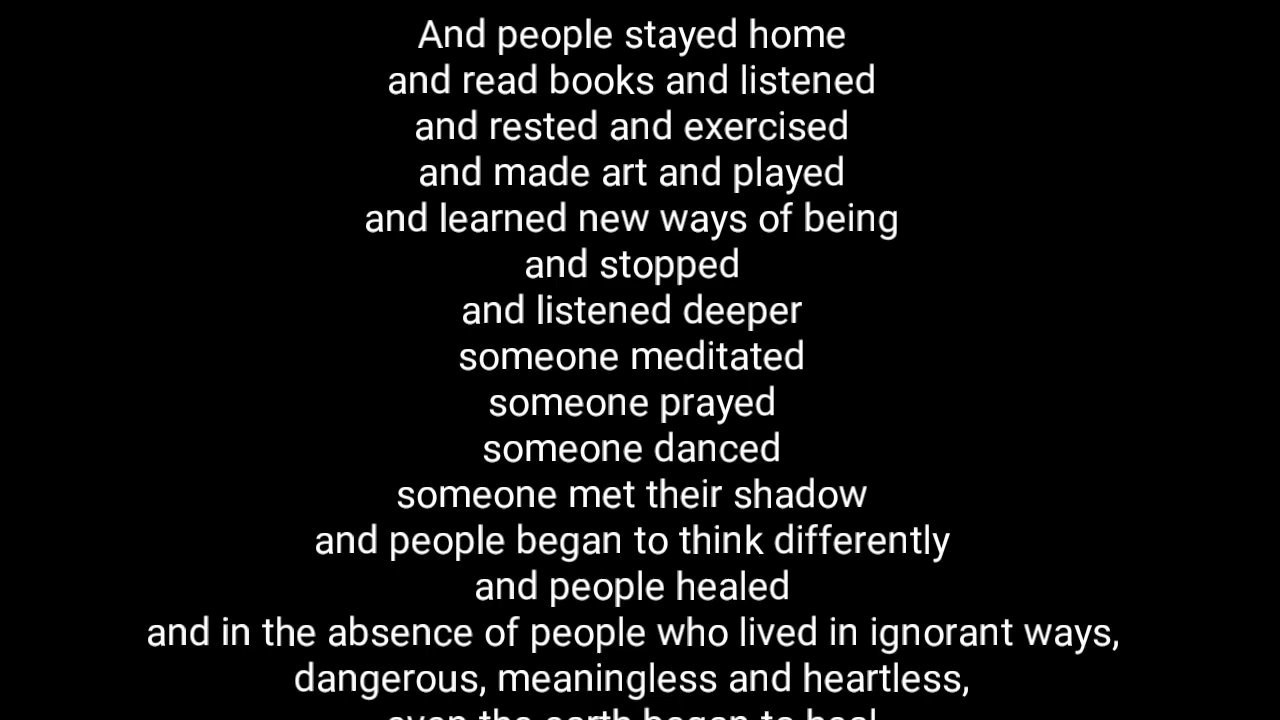 And people stayed home
and read books and listened
and rested and exercised
and made art and played
and learned new ways of being
and stopped
and listened deeper
someone meditated
someone prayed
someone danced
someone met their shadow
and people began to think differently
and people healed
and in the absence of people who lived in ignorant ways,
dangerous, meaningless and heartless,
even the earth began to heal